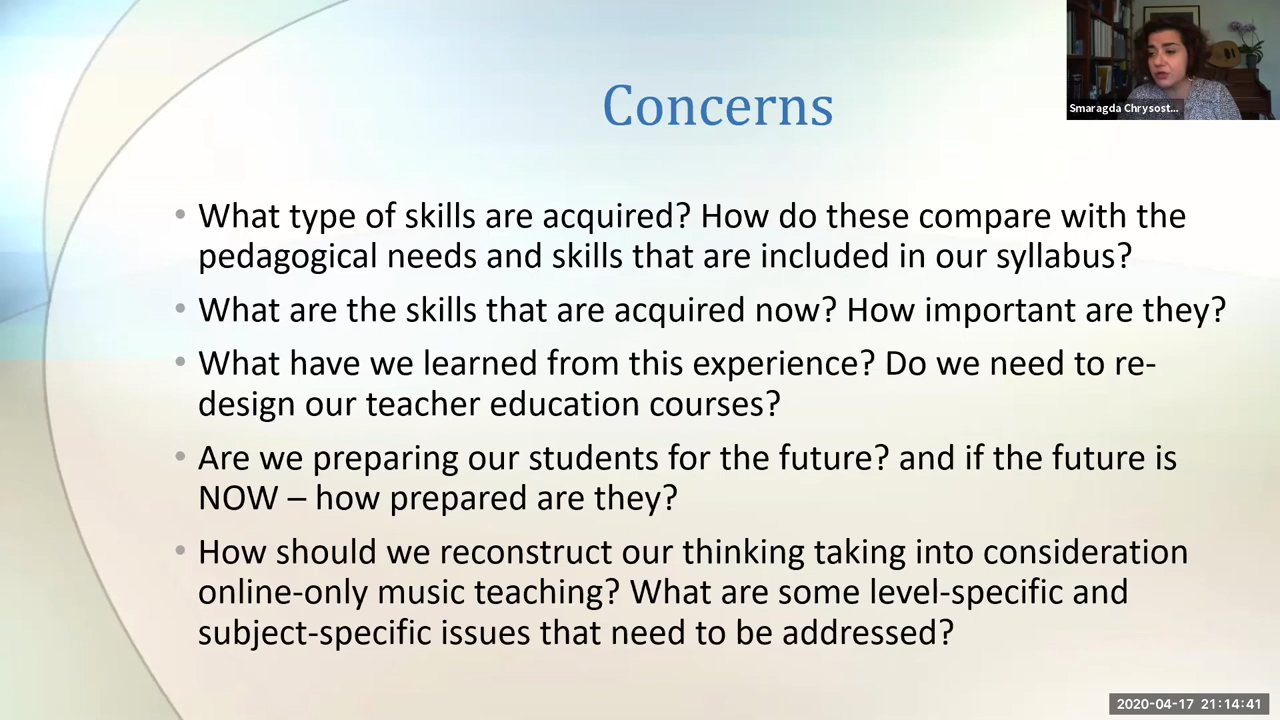 Concerns
Smaragda Chrysost...
• What type of skills are acquired? How do these compare with the
pedagogical needs and skills that are included in our syllabus?
• What are the skills that are acquired now? How important are they?
• What have we learned from this experience? Do we need to re-
design our teacher education courses?
• Are we preparing our students for the future? and if the future is
NOW – how prepared are they?
• How should we reconstruct our thinking taking into consideration
online-only music teaching? What are some level-specific and
subject-specific issues that need to be addressed?
2020-04-17 21:14:41